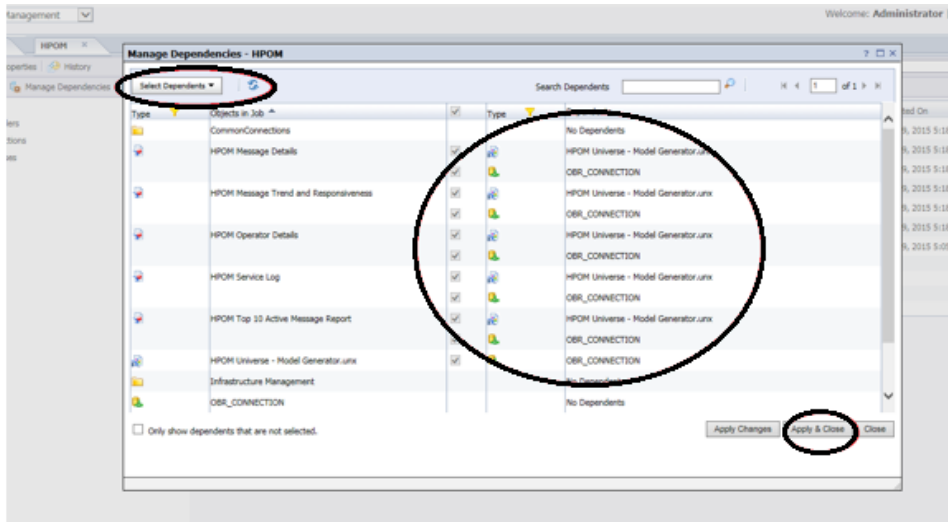 Management
Welcome: Administrator
HPOM
Properties History
Manage Dependencies
Manage Dependencies - HPOM
Select Dependents
Search Dependents
1 of 1
Type Objects in Job Type
CommonConnections No Dependents
HPOM Message Details HPOM Universe - Model Generator.unx
OBR_CONNECTION
HPOM Message Trend and Responsiveness HPOM Universe - Model Generator.unx
OBR_CONNECTION
HPOM Operator Details HPOM Universe - Model Generator.unx
OBR_CONNECTION
HPOM Service Log HPOM Universe - Model Generator.unx
OBR_CONNECTION
HPOM Top 10 Active Message Report HPOM Universe - Model Generator.unx
OBR_CONNECTION
HPOM Universe - Model Generator.unx OBR_CONNECTION
Infrastructure Management No Dependents
OBR_CONNECTION No Dependents
Only show dependents that are not selected.
Apply Changes Apply & Close Close